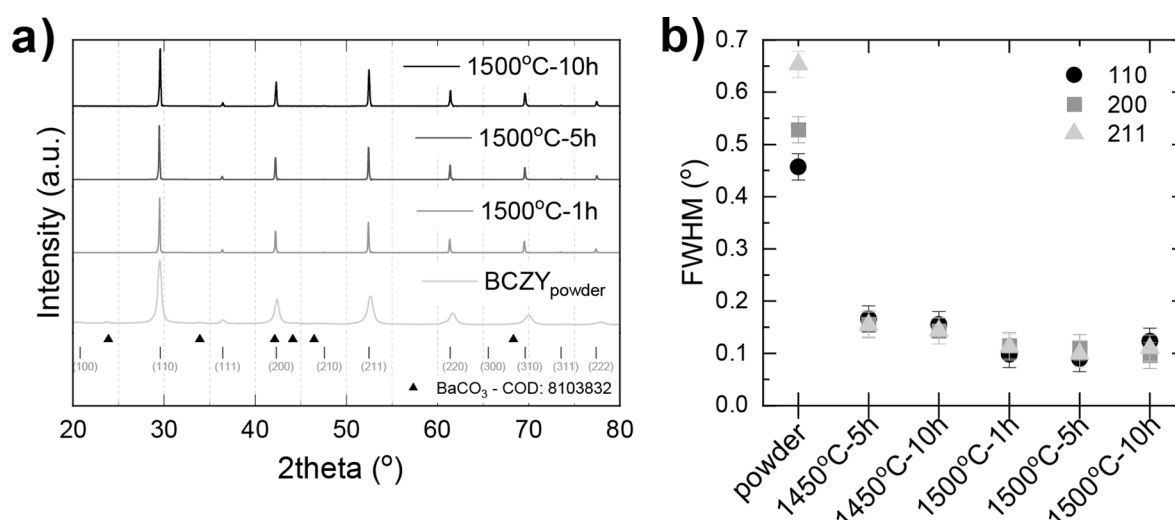 a)
Intensity (a.u.)
1500°C-10h
1500°C-5h
1500°C-1h
BCZYpowder
(100) (110) (111) (200) (210) (211) (220) (300) (310) (311) (222)
▲ BaCO₃ - COD: 8103832
20 30 40 50 60 70 80
2theta (°)
b)
FWHM (°)
0.7
0.6
0.5
0.4
0.3
0.2
0.1
0.0
110
200
211
powder
1450°C-5h
1450°C-10h
1500°C-1h
1500°C-5h
1500°C-10h